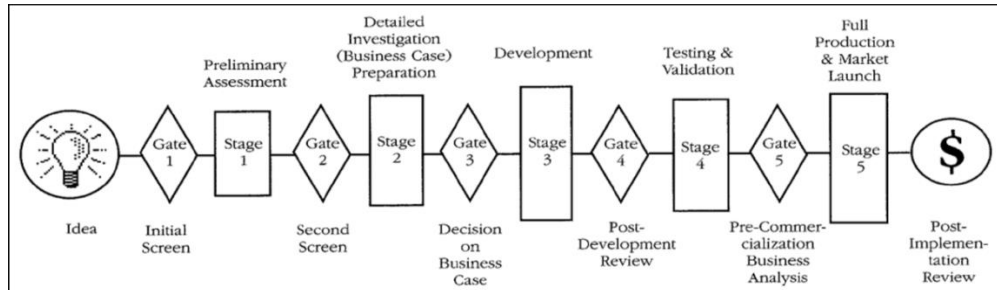 Preliminary
Assessment
Detailed
Investigation
(Business Case)
Preparation
Development
Testing &
Validation
Full
Production
& Market
Launch
Gate
1
Stage
1
Gate
2
Stage
2
Gate
3
Stage
3
Gate
4
Stage
4
Gate
5
Stage
5
$
Idea
Initial
Screen
Second
Screen
Decision
on
Business
Case
Post-
Development
Review
Pre-Commer-
cialization
Business
Analysis
Post-
Implemen-
tation
Review